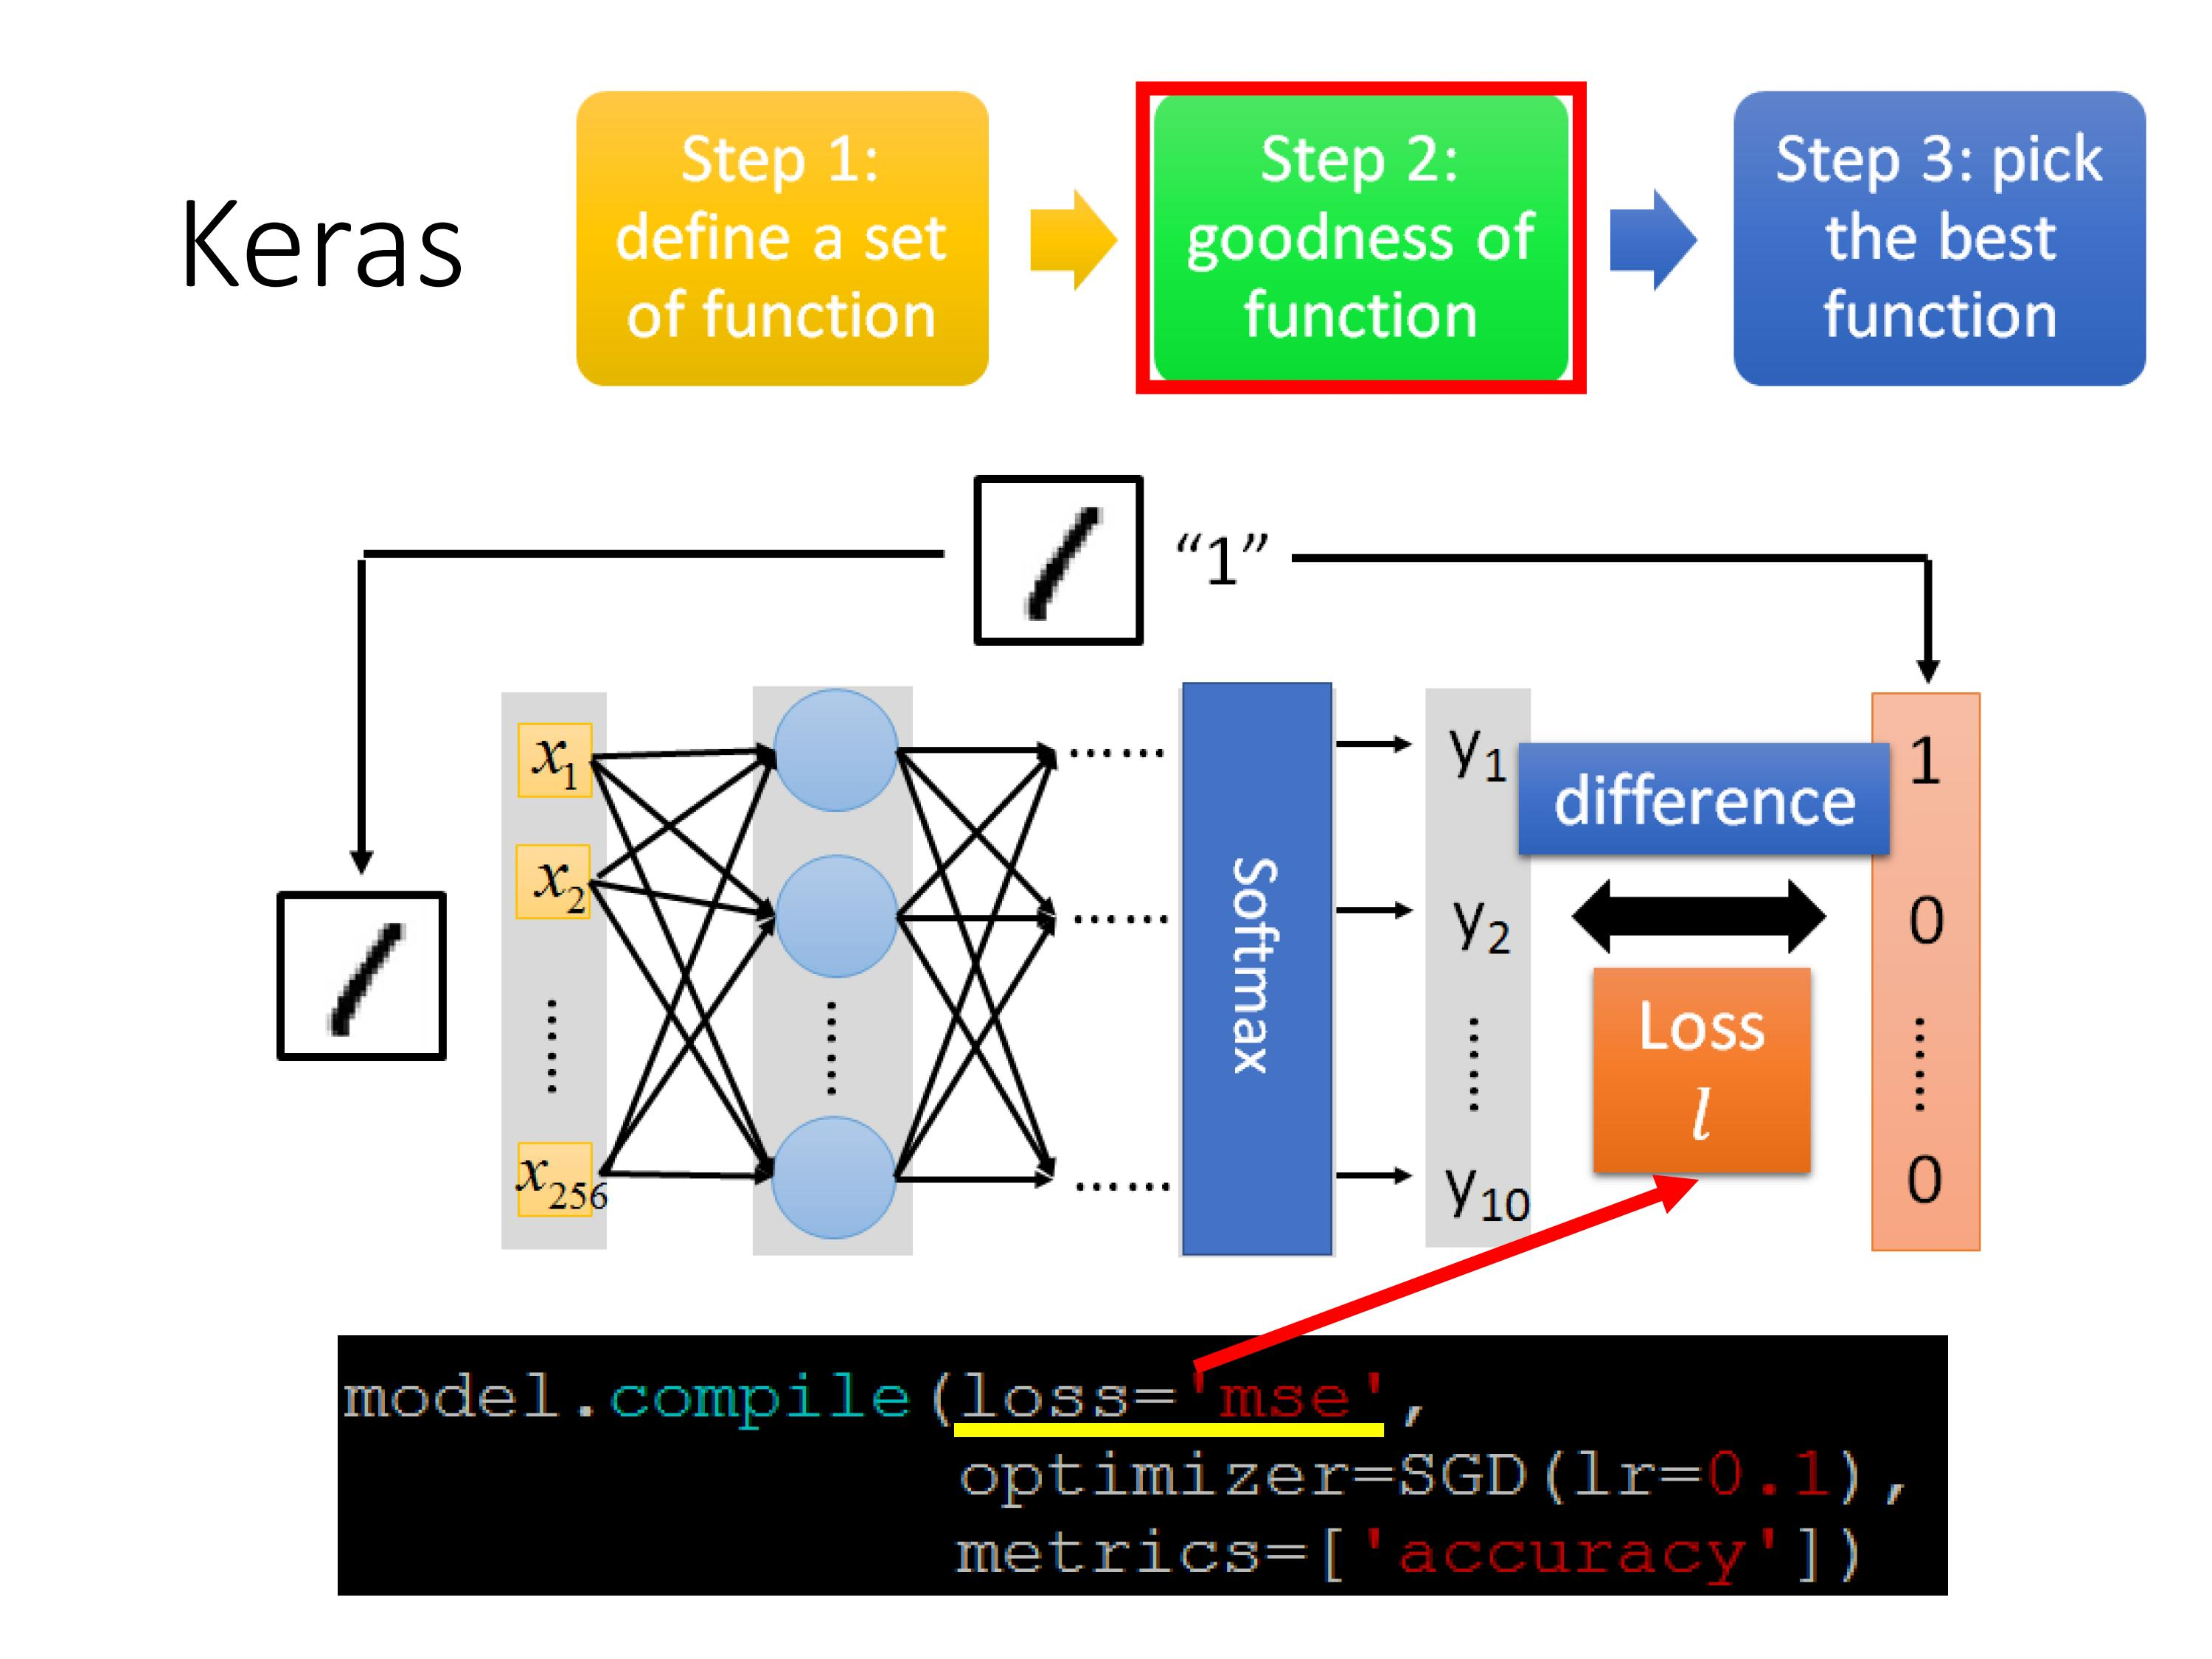 Keras
Step 1:
define a set
of function
Step 2:
goodness of
function
Step 3: pick
the best
function
“1”
x1
x2
……
x256
……
……
……
……
Softmax
y1
y2
……
y10
difference
Loss
l
1
0
……
0
model.compile(loss='mse',
optimizer=SGD(lr=0.1),
metrics=['accuracy'])